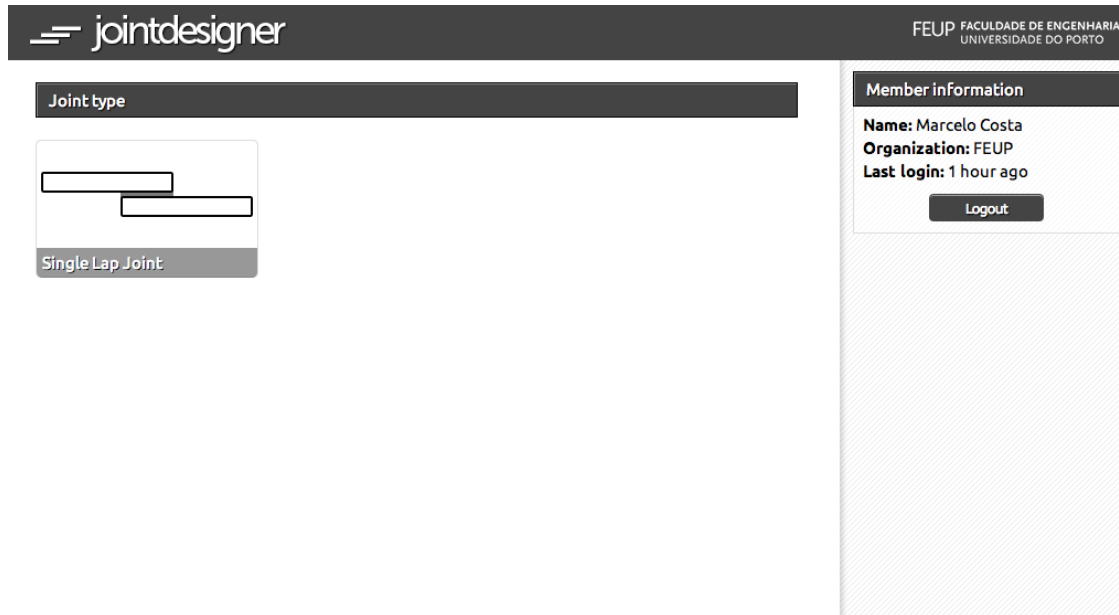 jointdesigner
FEUP FACULDADE DE ENGENHARIA
UNIVERSIDADE DO PORTO
Joint type
Single Lap Joint
Member information
Name: Marcelo Costa
Organization: FEUP
Last login: 1 hour ago
Logout